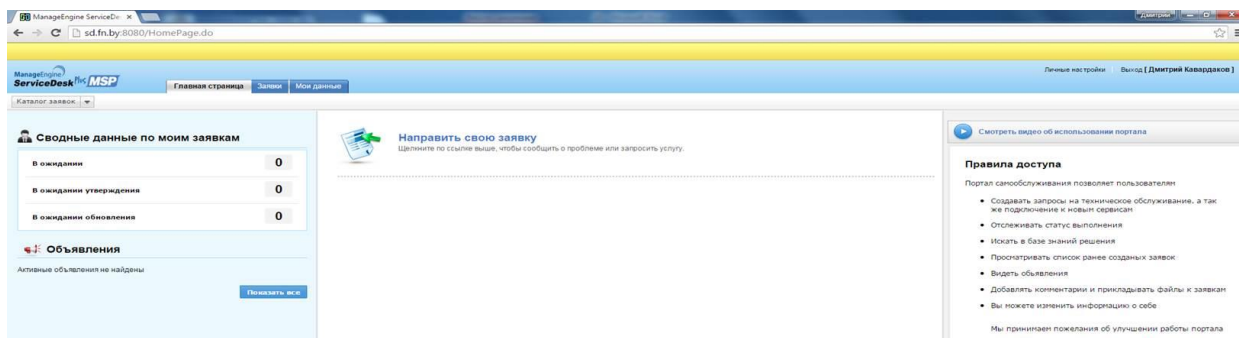 ManageEngine ServiceDe
Дмитрий
sd.fn.by:8080/HomePage.do
ManageEngine
ServiceDesk Plus MSP
Главная страница
Заявки
Мои данные
Личные настройки
Выход [ Дмитрий Кавардаков ]
Каталог заявок
Сводные данные по моим заявкам
В ожидании 0
В ожидании утверждения 0
В ожидании обновления 0
Объявления
Активные объявления не найдены
Показать все
Направить свою заявку
Щелкните по ссылке выше, чтобы сообщить о проблеме или запросить услугу.
Смотреть видео об использовании портала
Правила доступа
Портал самообслуживания позволяет пользователям
Создавать запросы на техническое обслуживание, а так
же подключение к новым сервисам
Отслеживать статус выполнения
Искать в базе знаний решения
Просматривать список ранее созданых заявок
Видеть объявления
Добавлять комментарии и прикладывать файлы к заявкам
Вы можете изменить информацию о себе
Мы принимаем пожелания об улучшении работы портала